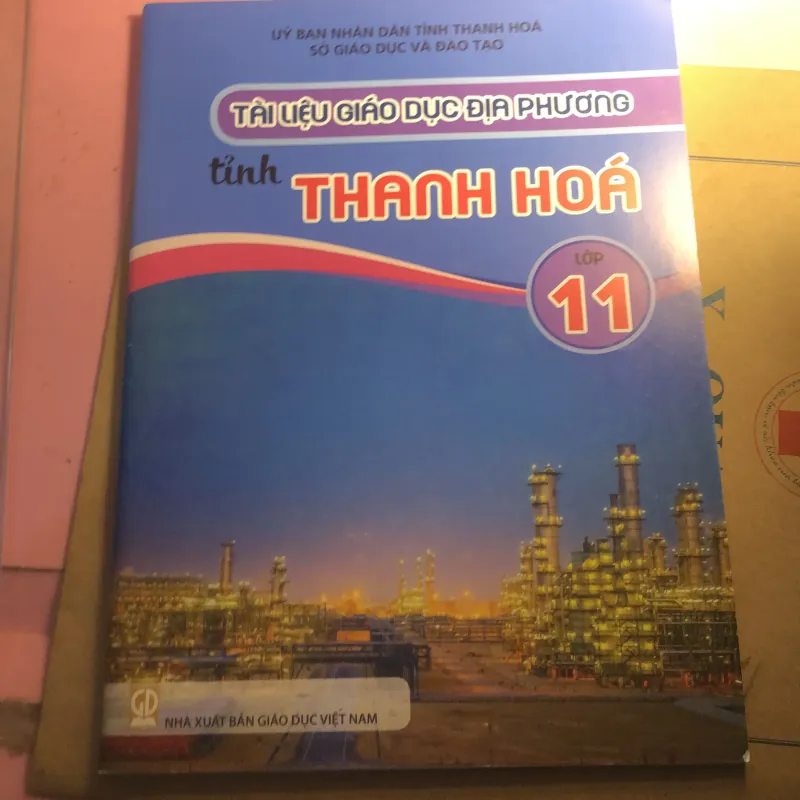 UỶ BAN NHÂN DÂN TỈNH THANH HOÁ
SỞ GIÁO DỤC VÀ ĐÀO TẠO
TÀI LIỆU GIÁO DỤC ĐỊA PHƯƠNG
tỉnh
THANH HOÁ
LỚP
11
GD
NHÀ XUẤT BẢN GIÁO DỤC VIỆT NAM